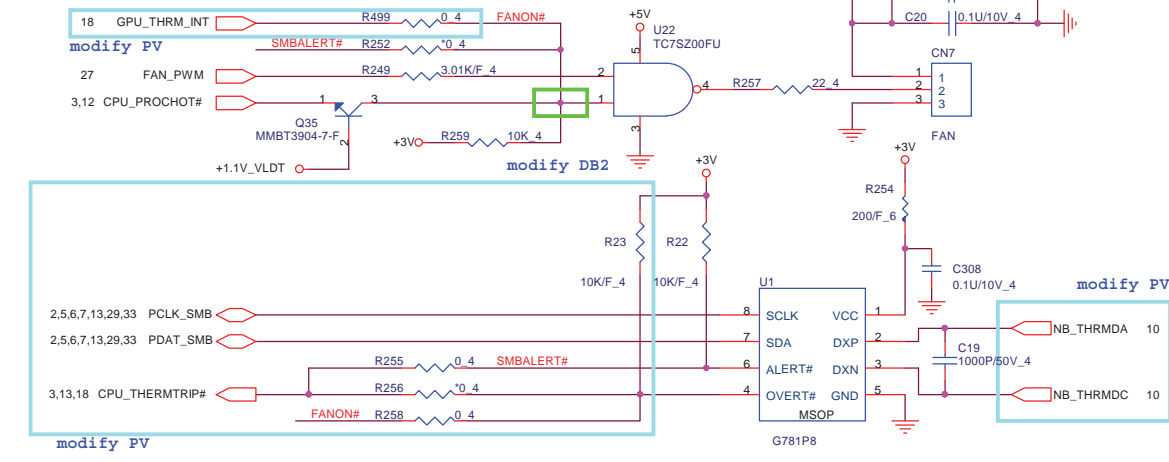 18 GPU_THRM_INT R499 0_4 FANON#
modify PV
SMBALERT# R252 *0_4
27 FAN_PWM R249 3.01K/F_4 2
3,12 CPU_PROCHOT# 1 3 1
Q35
MMBT3904-7-F
2
+3V R259 10K_4
+1.1V_VLDT
modify DB2
+5V
U22
TC7SZ00FU
5
4
3
R257 22_4
C20 0.1U/10V_4
CN7
1 1
2 2
3 3
FAN
+3V
R254
200/F_6
C308
0.1U/10V_4
+3V
R23 R22
10K/F_4 10K/F_4
U1
2,5,6,7,13,29,33 PCLK_SMB 8 SCLK VCC 1
2,5,6,7,13,29,33 PDAT_SMB 7 SDA DXP 2
R255 0_4 SMBALERT# 6 ALERT# DXN 3
3,13,18 CPU_THERMTRIP# R256 *0_4 4 OVERT# GND 5
FANON# R258 0_4
MSOP
G781P8
modify PV
modify PV
NB_THRMDA 10
C19
1000P/50V_4
NB_THRMDC 10